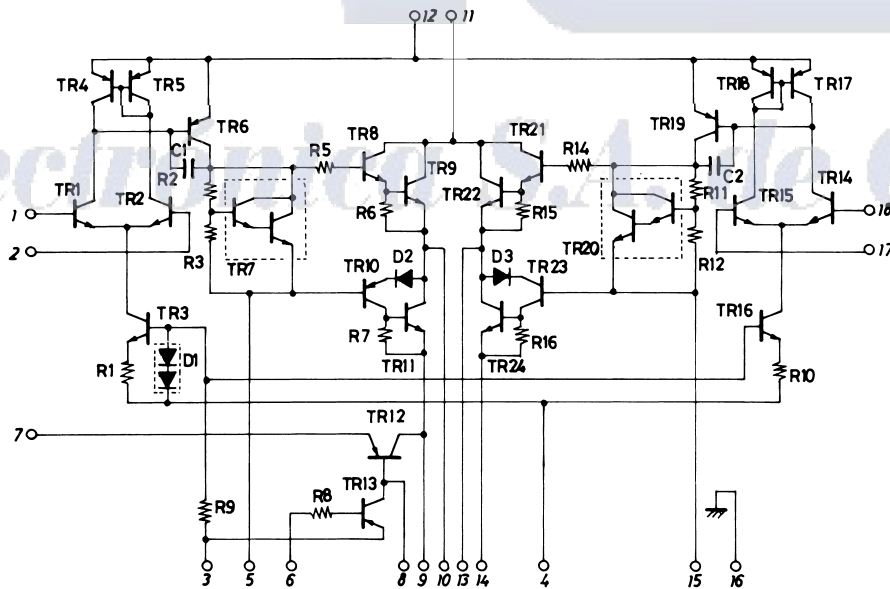 12 11
TR4 TR5 TR18 TR17
TR6 TR19
C1 R5 TR8 TR21 R14
R2 TR9 C2
TR1 TR2 TR22 R11 TR15 TR14
1 R6 R15 18
2 R3 TR7 TR20 R12 17
D2 D3
TR10 TR23
TR3 TR16
R7 R16
R1 D1 TR11 TR24 R10
TR12
7
TR13
R8
R9
3 5 6 8 9 10 13 14 4 15 16
ectrónica S.A. de C